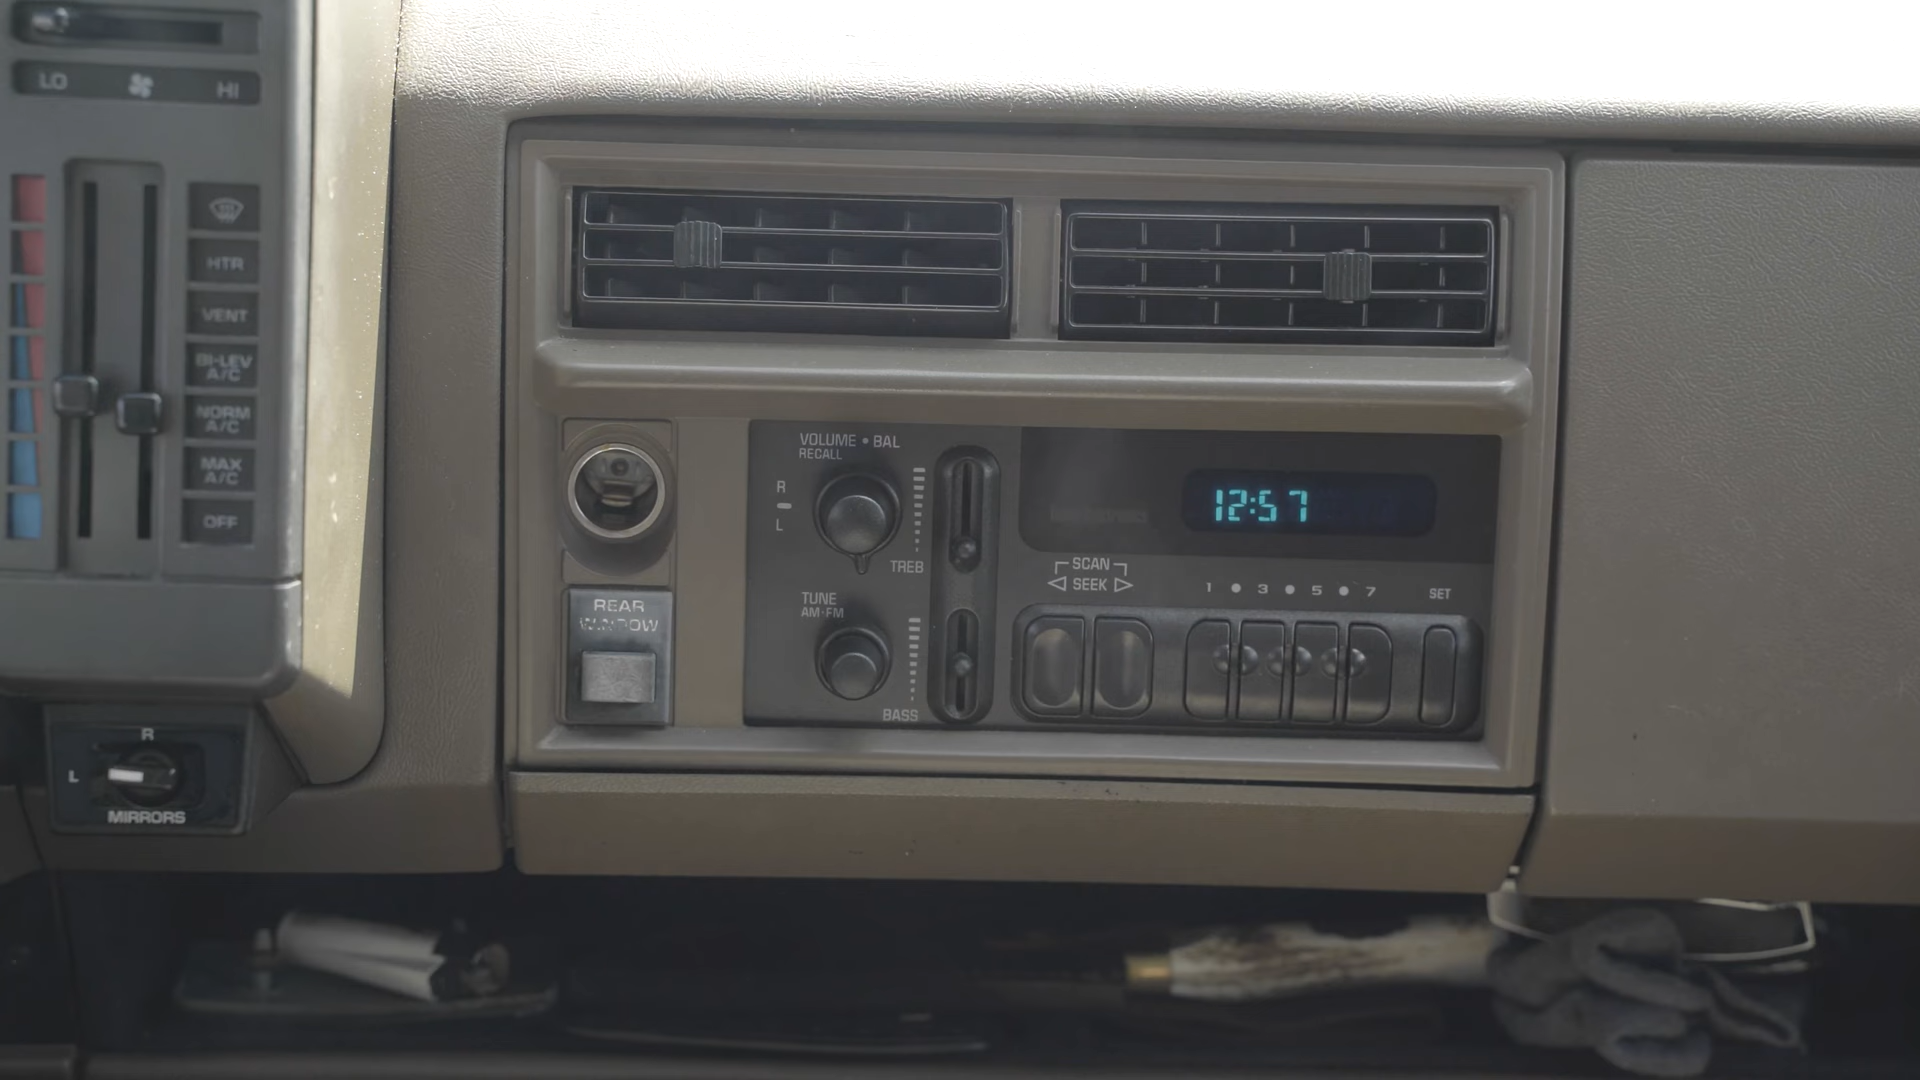 LO HI
HTR
VENT
BI-LEV
A/C
NORM
A/C
MAX
A/C
OFF
R
L
MIRRORS
REAR
WINDOW
VOLUME • BAL
RECALL
R
L
TREB
TUNE
AM•FM
BASS
12:57
SCAN
SEEK
1 • 3 • 5 • 7
SET